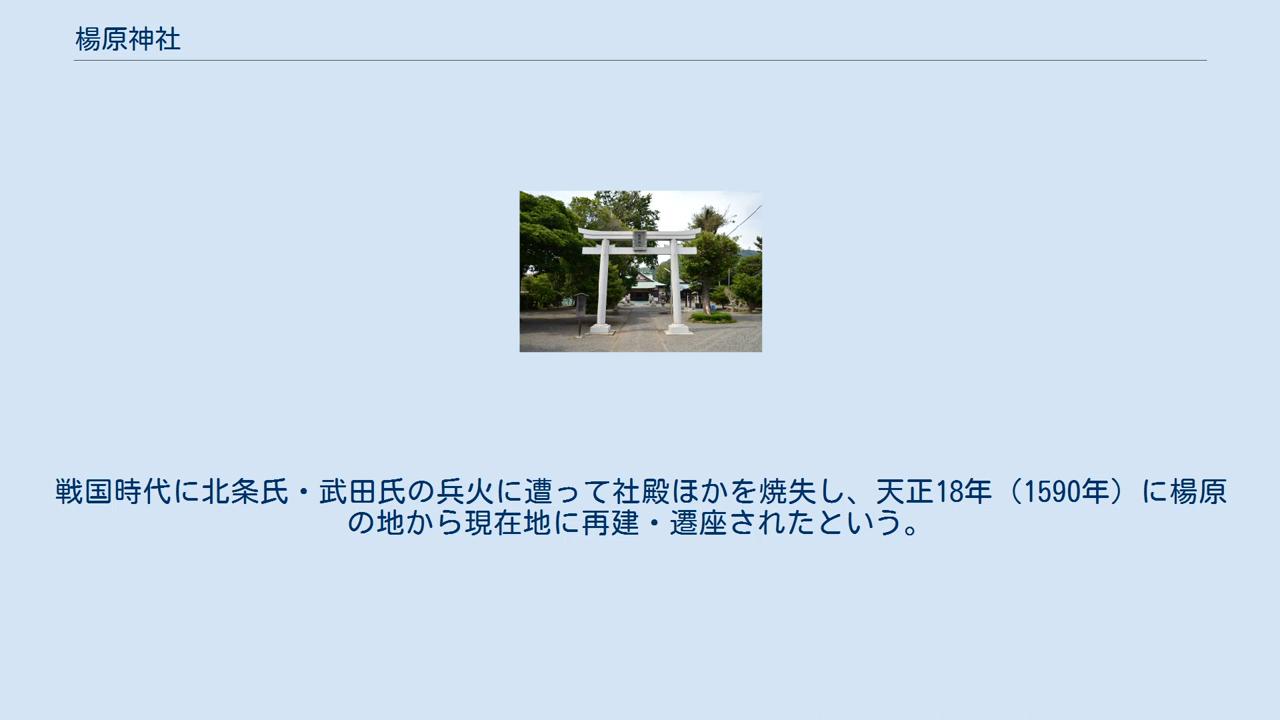 楊原神社
戦国時代に北条氏・武田氏の兵火に遭って社殿ほかを焼失し、天正18年（1590年）に楊原
の地から現在地に再建・遷座されたという。